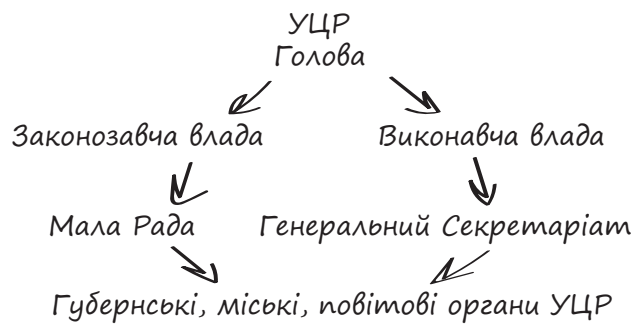 УЦР
Голова
Законозавча влада
Виконавча влада
Мала Рада
Генеральний Секретаріат
Губернські, міські, повітові органи УЦР